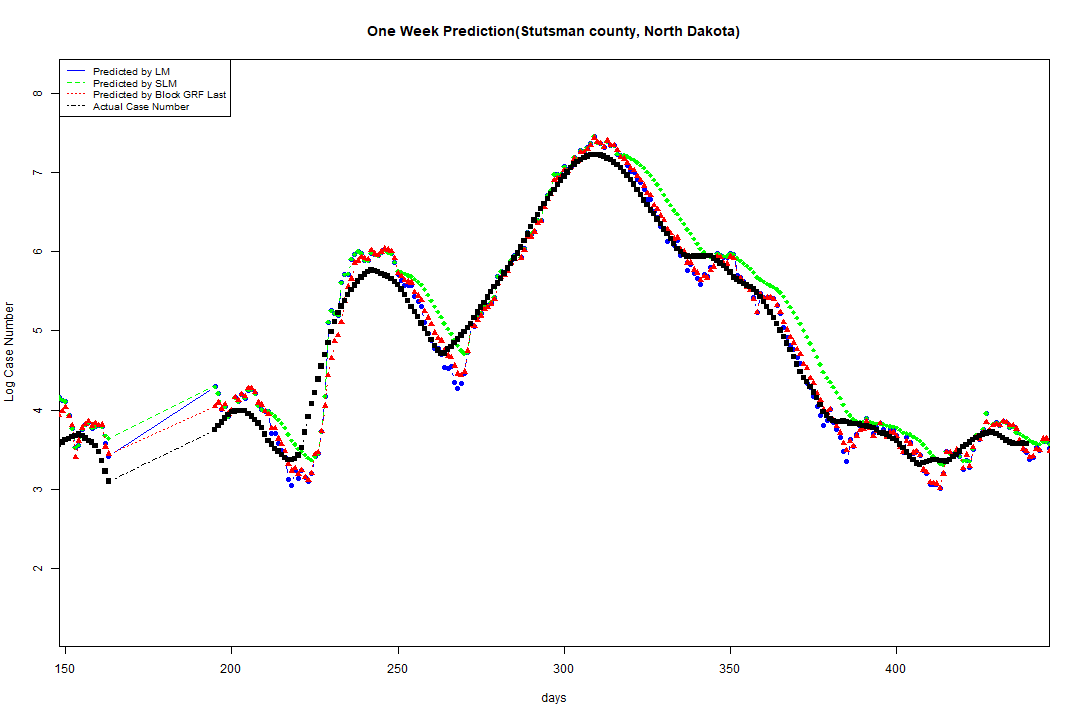 One Week Prediction(Stutsman county, North Dakota)
Predicted by LM
Predicted by SLM
Predicted by Block GRF Last
Actual Case Number
Log Case Number
8
7
6
5
4
3
2
150 200 250 300 350 400
days